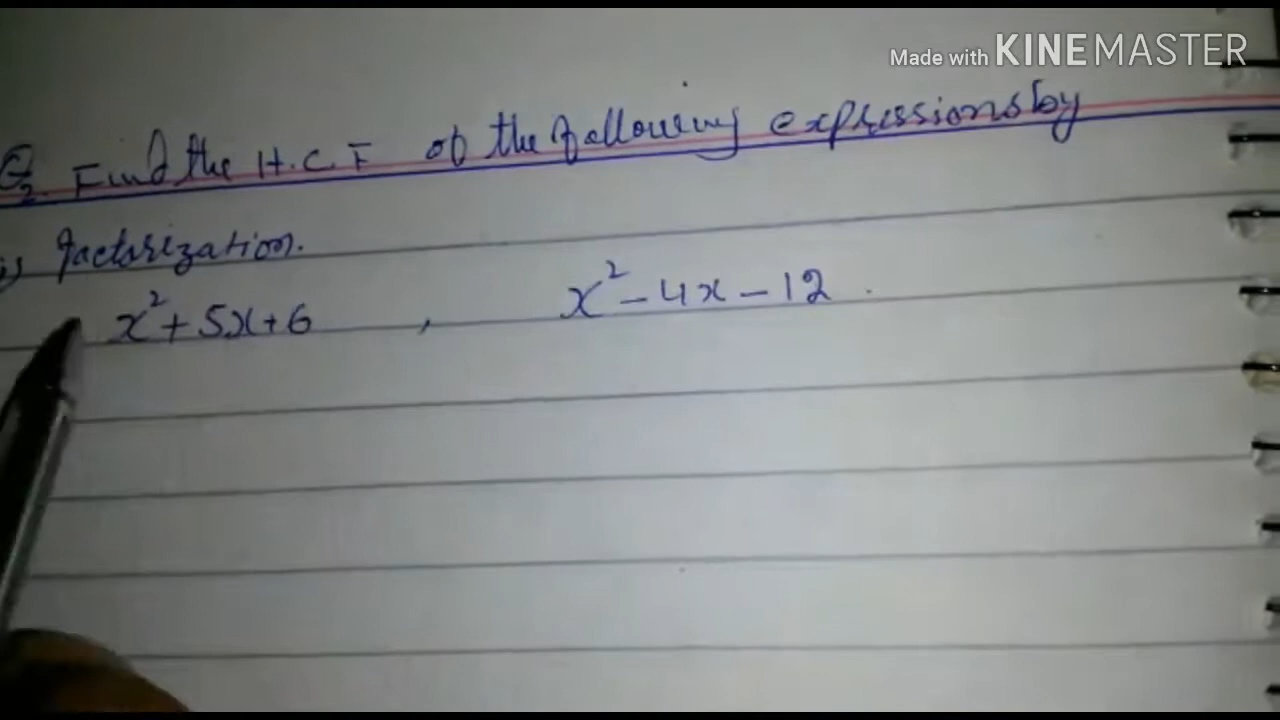 Made with KINEMASTER
Q2. Find the H.C.F of the following expressions by
i) factorization.
x² + 5x + 6 , x² - 4x - 12 .